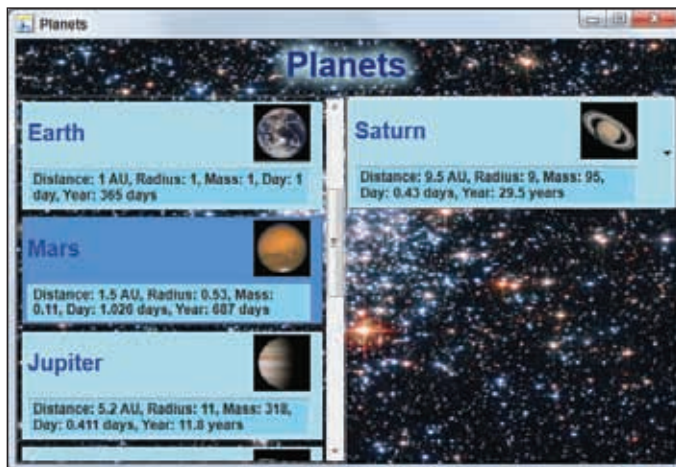 Planets
Planets
Earth
Distance: 1 AU, Radius: 1, Mass: 1, Day: 1
day, Year: 365 days
Mars
Distance: 1.5 AU, Radius: 0.53, Mass:
0.11, Day: 1.026 days, Year: 687 days
Jupiter
Distance: 5.2 AU, Radius: 11, Mass: 318,
Day: 0.411 days, Year: 11.8 years
Saturn
Distance: 9.5 AU, Radius: 9, Mass: 95,
Day: 0.43 days, Year: 29.5 years